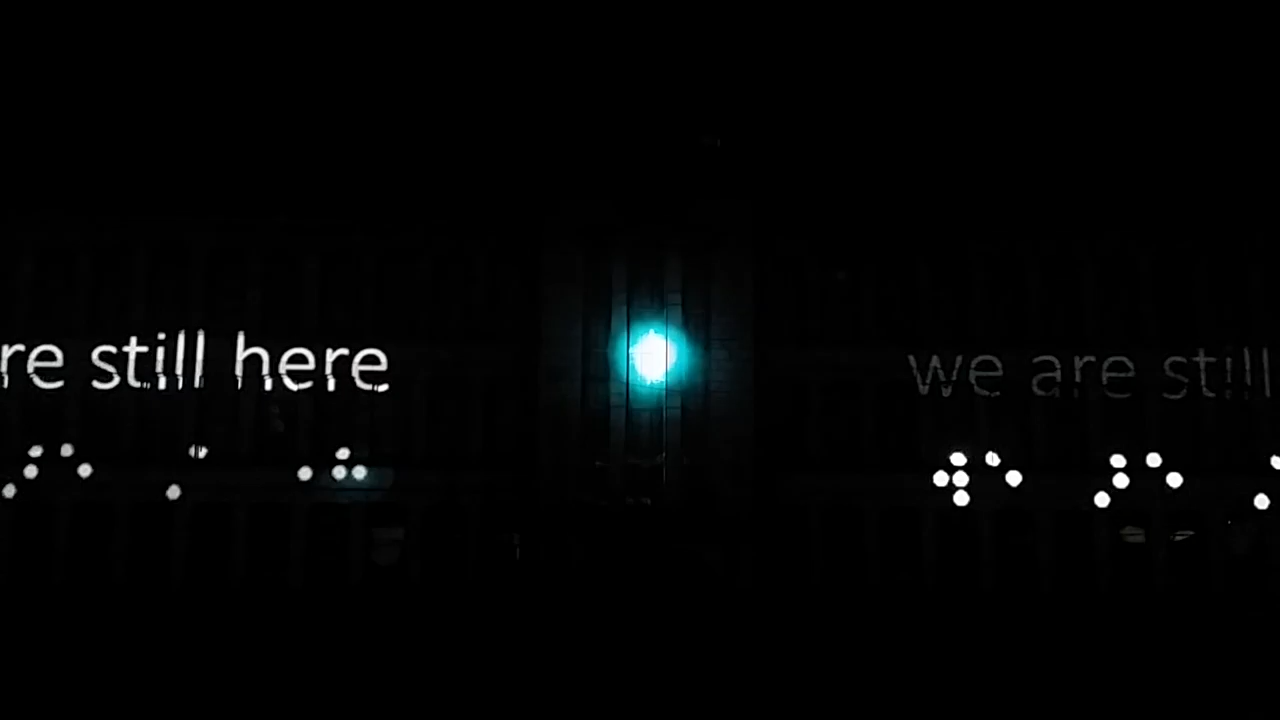 re still here
⠜⠑ ⠌ ⠐⠓
we are still
⠺⠑ ⠜⠑ ⠌